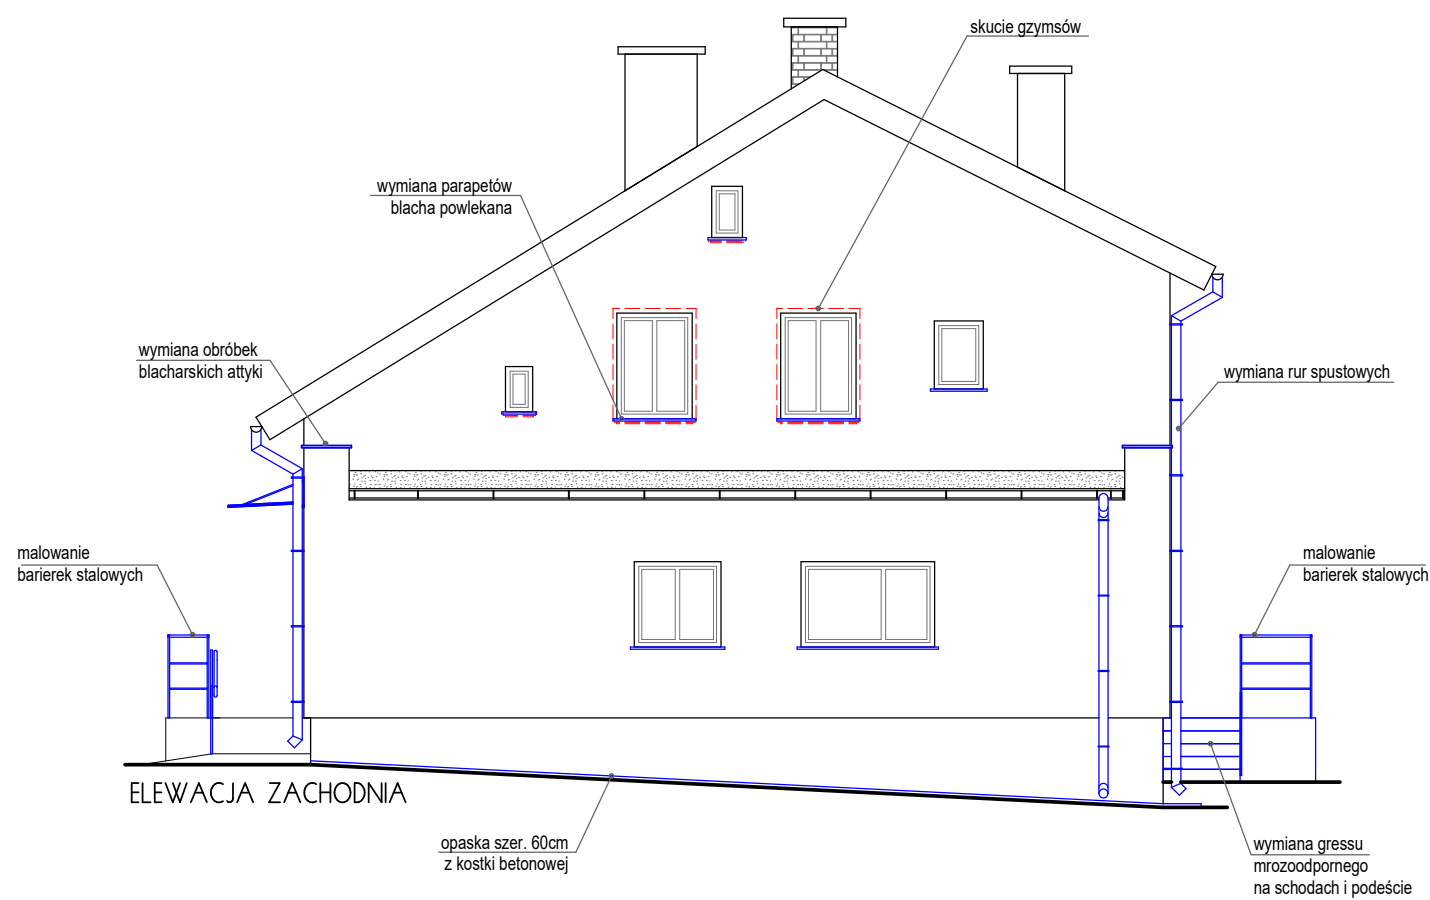 skucie gzymsów
wymiana parapetów
blacha powlekana
wymiana obróbek
blacharskich attyki
wymiana rur spustowych
malowanie
barierek stalowych
malowanie
barierek stalowych
ELEWACJA ZACHODNIA
opaska szer. 60cm
z kostki betonowej
wymiana gressu
mrozoodpornego
na schodach i podeście